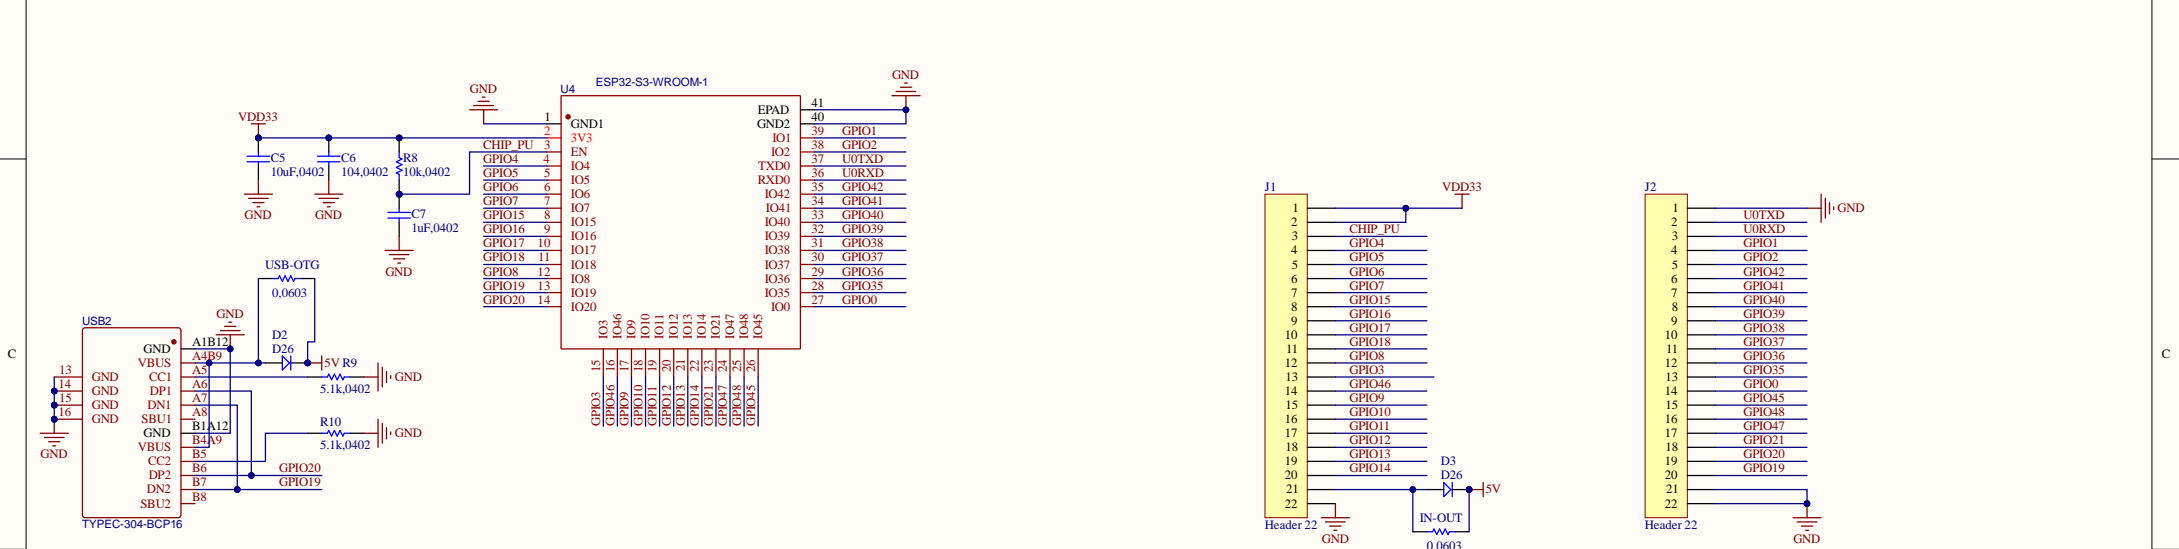 C
C
VDD33
C5
10uF,0402
GND
C6
104,0402
GND
R8
10k,0402
C7
1uF,0402
GND
GND
U4
ESP32-S3-WROOM-1
GND
1 GND1
2 3V3
CHIP_PU 3 EN
GPIO4 4 IO4
GPIO5 5 IO5
GPIO6 6 IO6
GPIO7 7 IO7
GPIO15 8 IO15
GPIO16 9 IO16
GPIO17 10 IO17
GPIO18 11 IO18
GPIO8 12 IO8
GPIO19 13 IO19
GPIO20 14 IO20
EPAD 41
GND2 40
IO1 39 GPIO1
IO2 38 GPIO2
TXD0 37 U0TXD
RXD0 36 U0RXD
IO42 35 GPIO42
IO41 34 GPIO41
IO40 33 GPIO40
IO39 32 GPIO39
IO38 31 GPIO38
IO37 30 GPIO37
IO36 29 GPIO36
IO35 28 GPIO35
IO0 27 GPIO0
IO3 15 GPIO3
IO46 16 GPIO46
IO9 17 GPIO9
IO10 18 GPIO10
IO11 19 GPIO11
IO12 20 GPIO12
IO13 21 GPIO13
IO14 22 GPIO14
IO21 23 GPIO21
IO47 24 GPIO47
IO48 25 GPIO48
IO45 26 GPIO45
USB-OTG
0,0603
GND
D2
D26
5V
R9
5.1k,0402
GND
R10
5.1k,0402
GND
USB2
GND A1B12
VBUS A4B9
CC1 A5
DP1 A6
DN1 A7
SBU1 A8
GND B1A12
VBUS B4A9
CC2 B5
DP2 B6 GPIO20
DN2 B7 GPIO19
SBU2 B8
13 GND
14 GND
15 GND
16 GND
GND
TYPEC-304-BCP16
J1
VDD33
1
2
3 CHIP_PU
4 GPIO4
5 GPIO5
6 GPIO6
7 GPIO7
8 GPIO15
9 GPIO16
10 GPIO17
11 GPIO18
12 GPIO8
13 GPIO3
14 GPIO46
15 GPIO9
16 GPIO10
17 GPIO11
18 GPIO12
19 GPIO13
20 GPIO14
21
22
Header 22
GND
D3
D26
5V
IN-OUT
0,0603
J2
1 GND
2 U0TXD
3 U0RXD
4 GPIO1
5 GPIO2
6 GPIO42
7 GPIO41
8 GPIO40
9 GPIO39
10 GPIO38
11 GPIO37
12 GPIO36
13 GPIO35
14 GPIO0
15 GPIO45
16 GPIO48
17 GPIO47
18 GPIO21
19 GPIO20
20 GPIO19
21
22
Header 22
GND